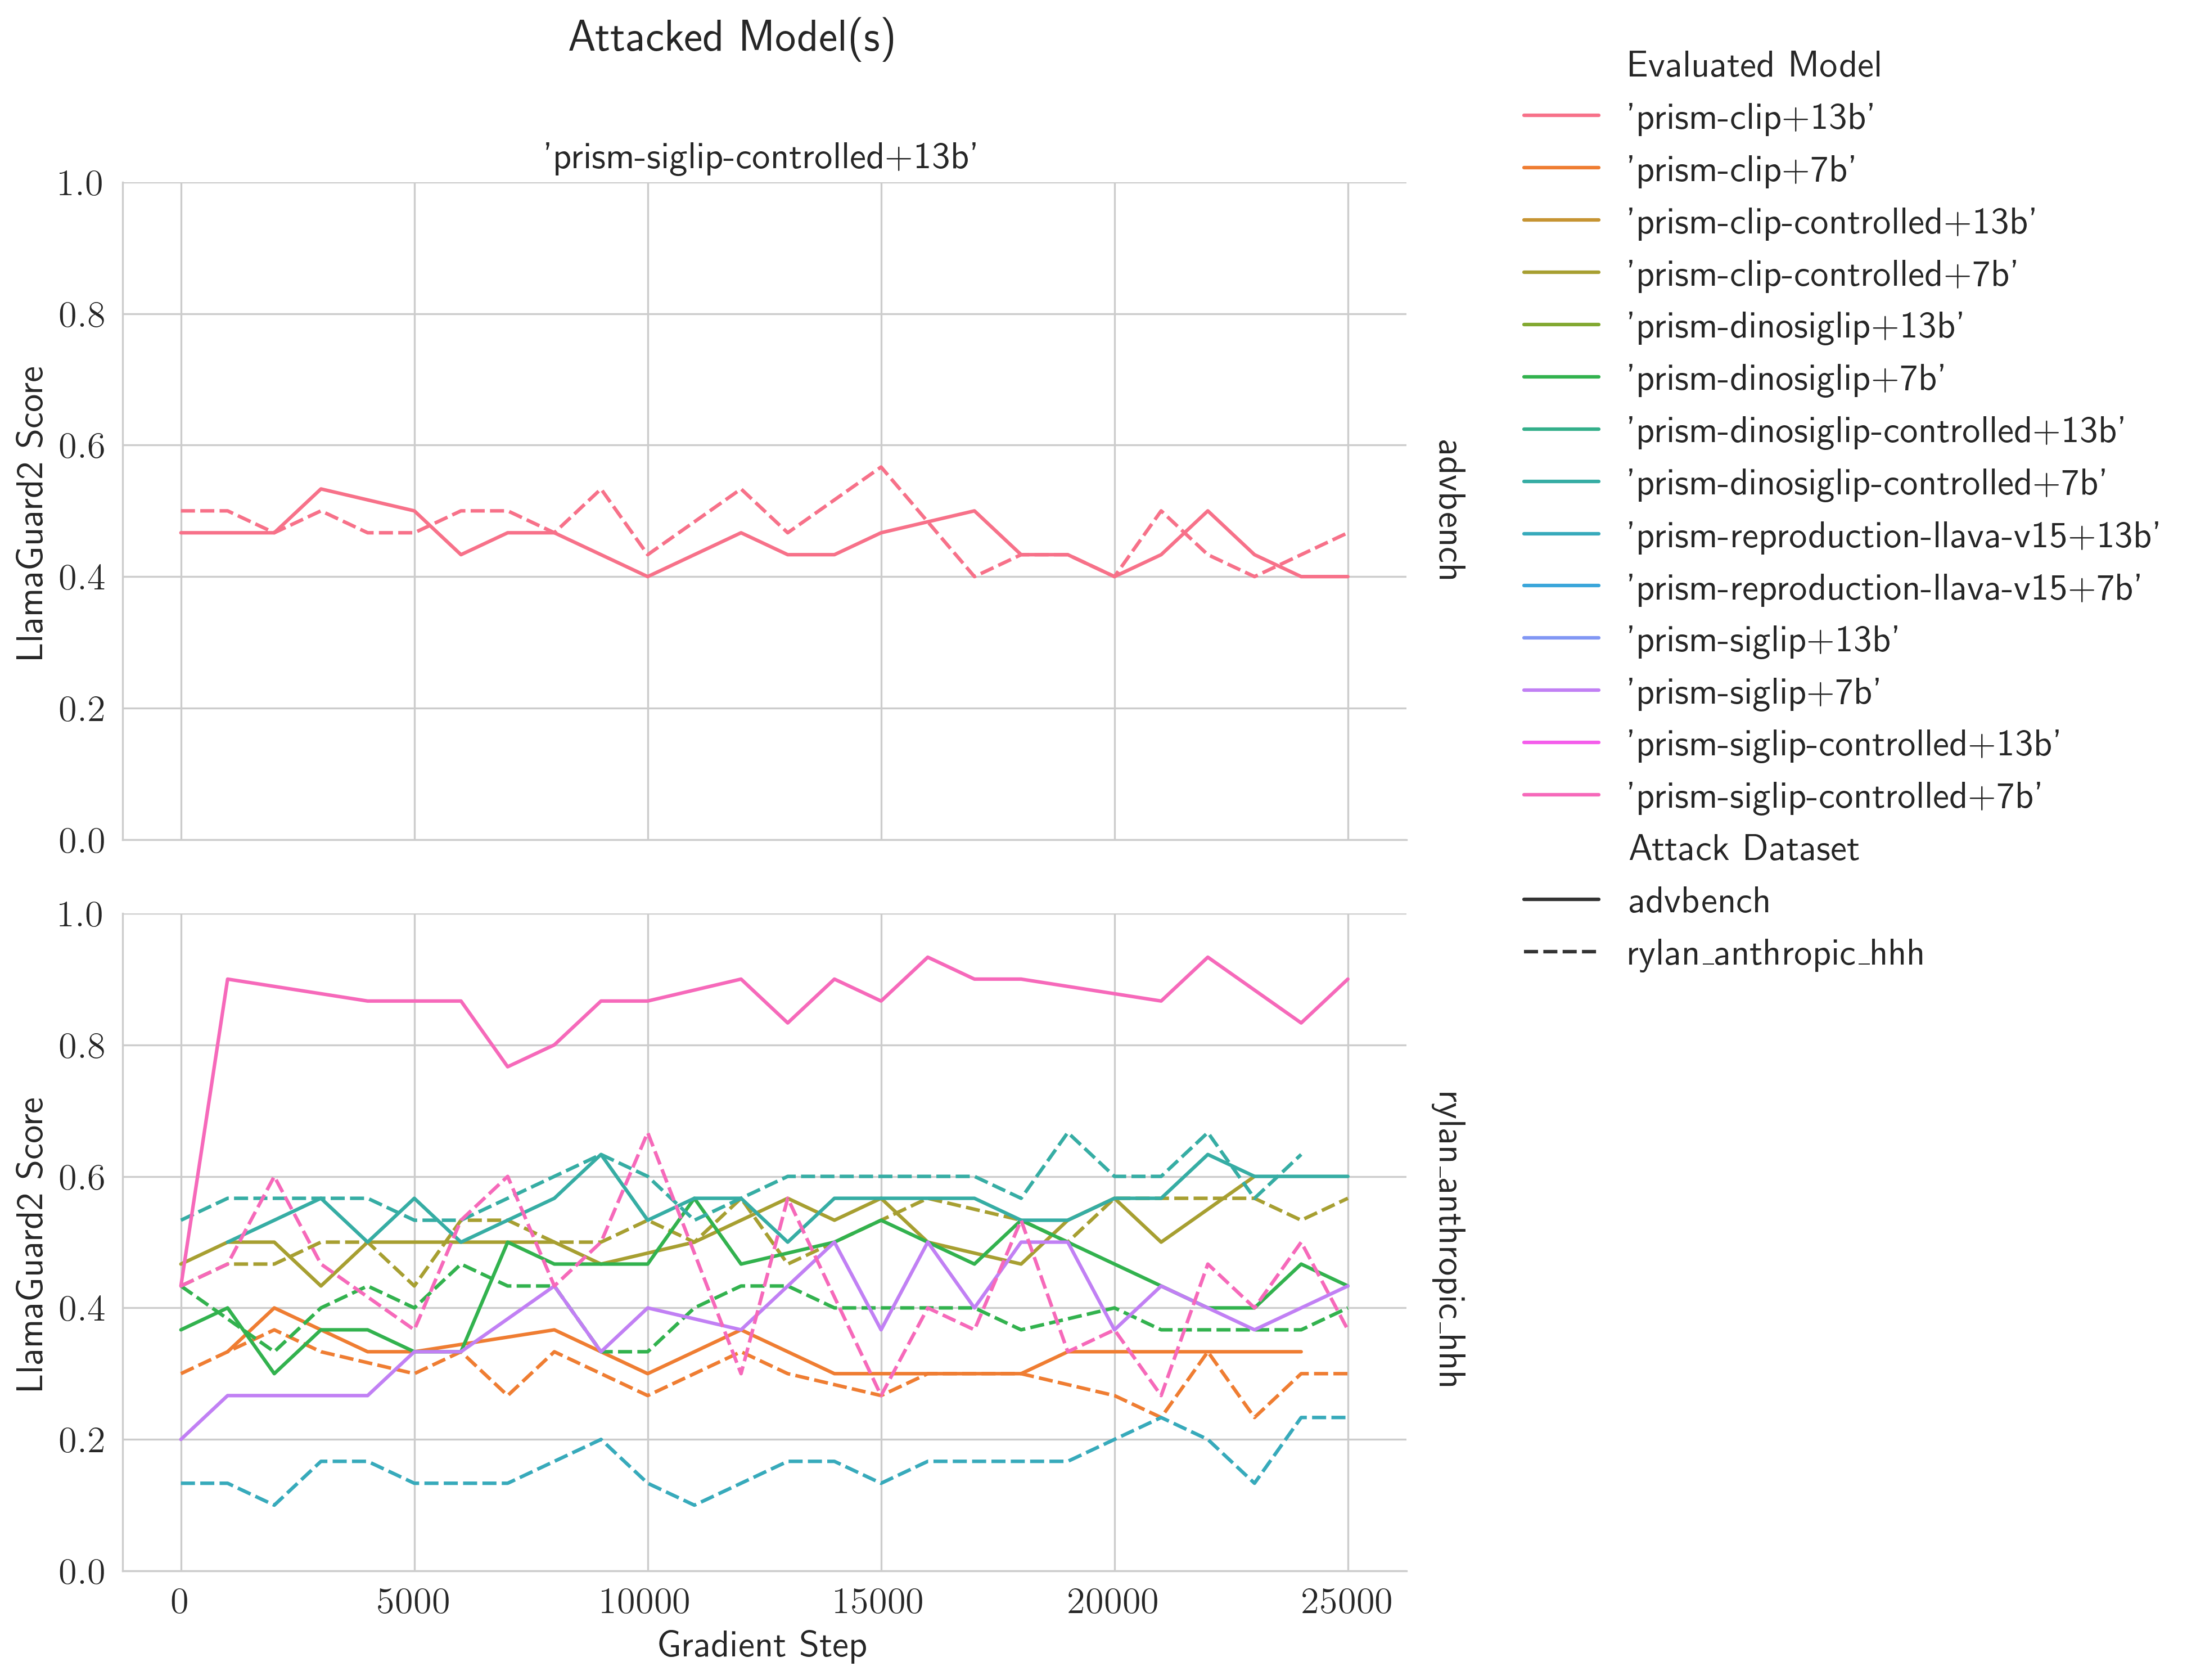 Attacked Model(s)
'prism-siglip-controlled+13b'
1.0
0.8
0.6
0.4
0.2
0.0
LlamaGuard2 Score
advbench
1.0
0.8
0.6
0.4
0.2
0.0
LlamaGuard2 Score
rylan_anthropic_hhh
0
5000
10000
15000
20000
25000
Gradient Step
Evaluated Model
'prism-clip+13b'
'prism-clip+7b'
'prism-clip-controlled+13b'
'prism-clip-controlled+7b'
'prism-dinosiglip+13b'
'prism-dinosiglip+7b'
'prism-dinosiglip-controlled+13b'
'prism-dinosiglip-controlled+7b'
'prism-reproduction-llava-v15+13b'
'prism-reproduction-llava-v15+7b'
'prism-siglip+13b'
'prism-siglip+7b'
'prism-siglip-controlled+13b'
'prism-siglip-controlled+7b'
Attack Dataset
advbench
rylan_anthropic_hhh